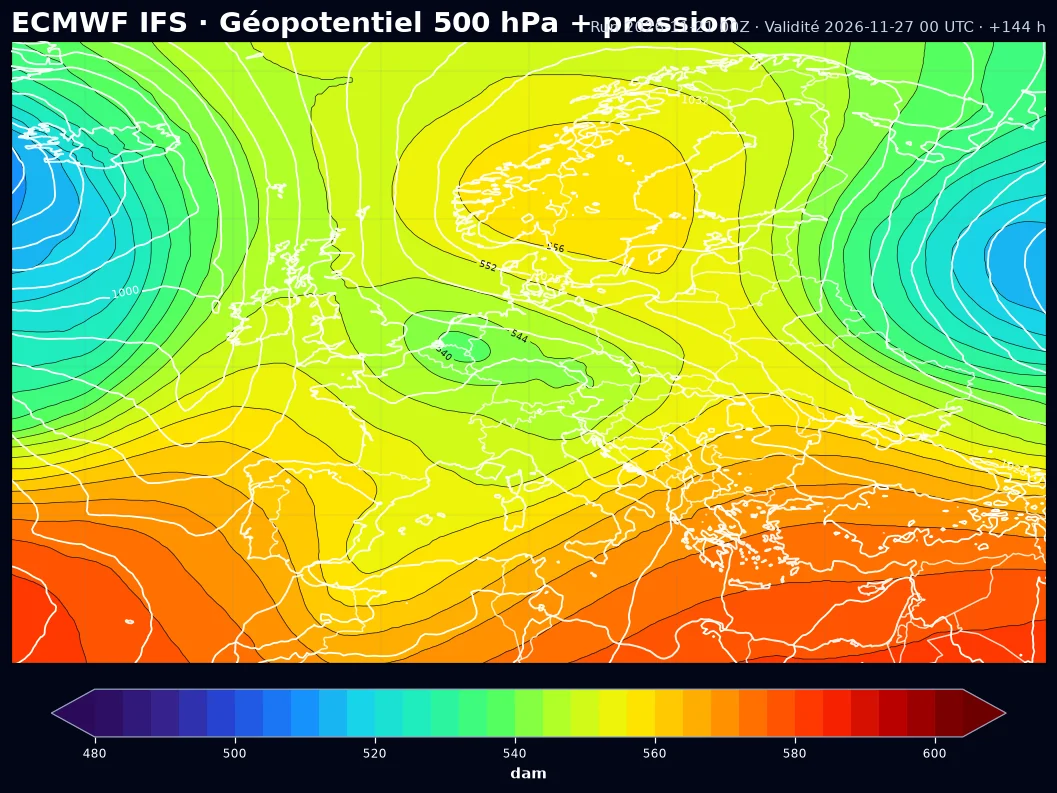 ECMWF IFS · Géopotentiel 500 hPa + pression
· Validité 2026-11-27 00 UTC · +144 h
1000
556
552
544
540
480 500 520 540 560 580 600
dam